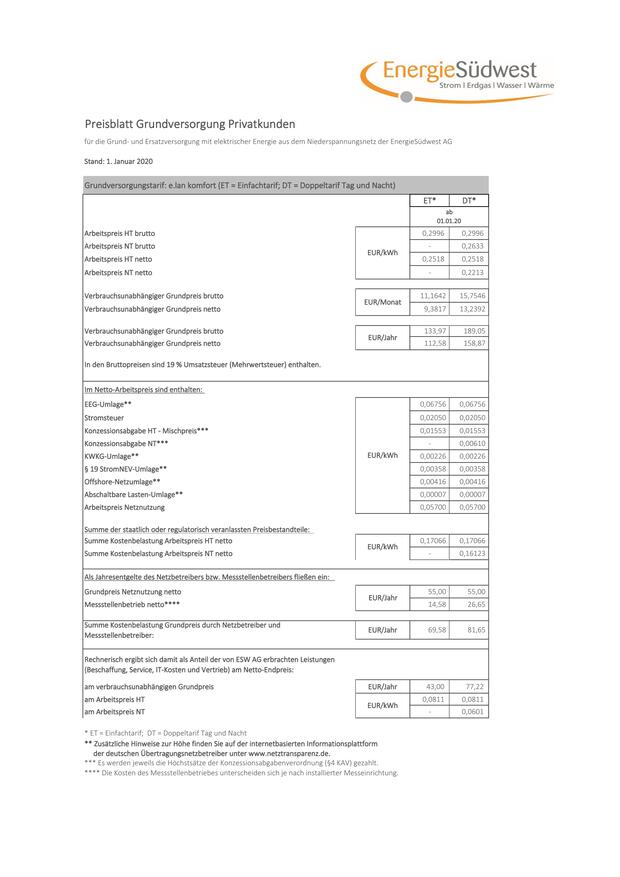 EnergieSüdwest
Strom | Erdgas | Wasser | Wärme
Preisblatt Grundversorgung Privatkunden
für die Grund- und Ersatzversorgung mit elektrischer Energie aus dem Niederspannungsnetz der EnergieSüdwest AG
Stand: 1. Januar 2020
Grundversorgungstarif: e.lan komfort (ET = Einfachtarif; DT = Doppeltarif Tag und Nacht)
ET* DT*
ab
01.01.20
Arbeitspreis HT brutto 0,2996 0,2996
Arbeitspreis NT brutto - 0,2633
EUR/kWh
Arbeitspreis HT netto 0,2518 0,2518
Arbeitspreis NT netto - 0,2213
Verbrauchsunabhängiger Grundpreis brutto 11,1642 15,7546
EUR/Monat
Verbrauchsunabhängiger Grundpreis netto 9,3817 13,2392
Verbrauchsunabhängiger Grundpreis brutto 133,97 189,05
EUR/Jahr
Verbrauchsunabhängiger Grundpreis netto 112,58 158,87
In den Bruttopreisen sind 19 % Umsatzsteuer (Mehrwertsteuer) enthalten.
Im Netto-Arbeitspreis sind enthalten:
EEG-Umlage** 0,06756 0,06756
Stromsteuer 0,02050 0,02050
Konzessionsabgabe HT - Mischpreis*** 0,01553 0,01553
Konzessionsabgabe NT*** - 0,00610
KWKG-Umlage** EUR/kWh 0,00226 0,00226
§ 19 StromNEV-Umlage** 0,00358 0,00358
Offshore-Netzumlage** 0,00416 0,00416
Abschaltbare Lasten-Umlage** 0,00007 0,00007
Arbeitspreis Netznutzung 0,05700 0,05700
Summe der staatlich oder regulatorisch veranlassten Preisbestandteile:
Summe Kostenbelastung Arbeitspreis HT netto 0,17066 0,17066
EUR/kWh
Summe Kostenbelastung Arbeitspreis NT netto - 0,16123
Als Jahresentgelte des Netzbetreibers bzw. Messstellenbetreibers fließen ein:
Grundpreis Netznutzung netto 55,00 55,00
EUR/Jahr
Messstellenbetrieb netto**** 14,58 26,65
Summe Kostenbelastung Grundpreis durch Netzbetreiber und
Messstellenbetreiber: EUR/Jahr 69,58 81,65
Rechnerisch ergibt sich damit als Anteil der von ESW AG erbrachten Leistungen
(Beschaffung, Service, IT-Kosten und Vertrieb) am Netto-Endpreis:
am verbrauchsunabhängigen Grundpreis EUR/Jahr 43,00 77,22
am Arbeitspreis HT 0,0811 0,0811
EUR/kWh
am Arbeitspreis NT - 0,0601
* ET = Einfachtarif; DT = Doppeltarif Tag und Nacht
** Zusätzliche Hinweise zur Höhe finden Sie auf der internetbasierten Informationsplattform
der deutschen Übertragungsnetzbetreiber unter www.netztransparenz.de.
*** Es werden jeweils die Höchstsätze der Konzessionsabgabenverordnung (§4 KAV) gezahlt.
**** Die Kosten des Messstellenbetriebes unterscheiden sich je nach installierter Messeinrichtung.